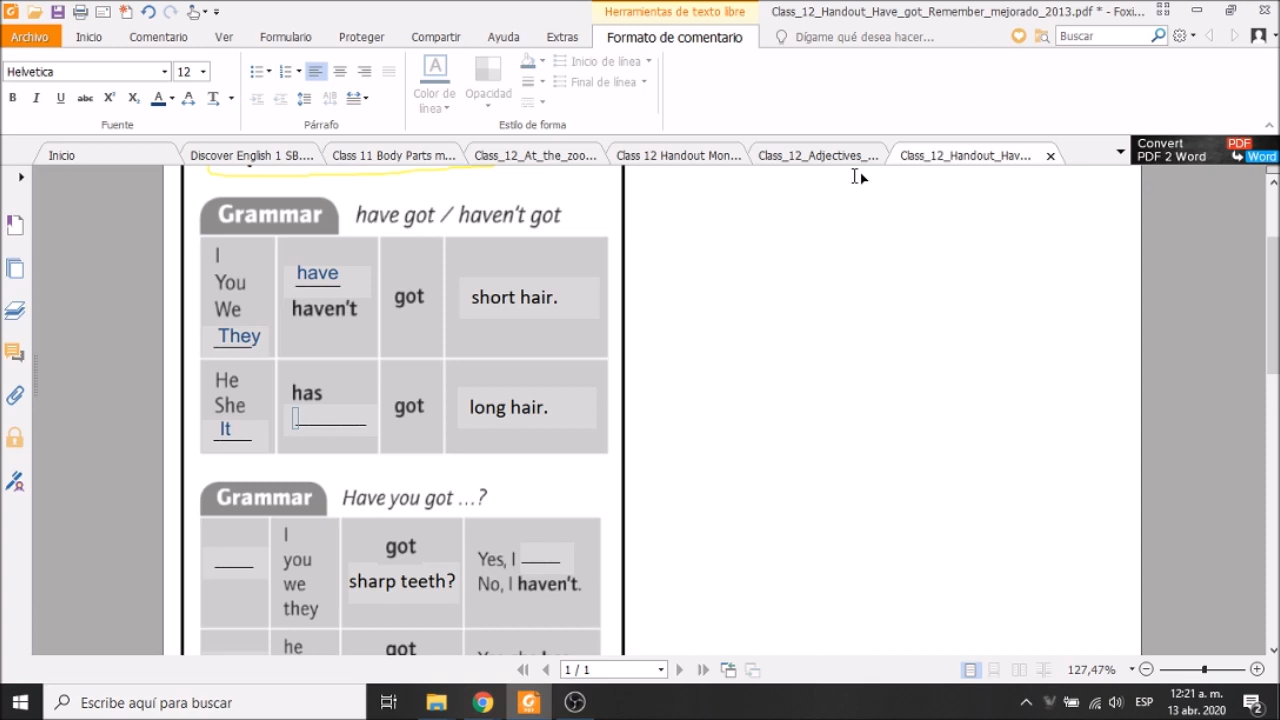 Herramientas de texto libre
Class_12_Handout_Have_got_Remember_mejorado_2013.pdf * - Foxi...
Archivo Inicio Comentario Ver Formulario Proteger Compartir Ayuda Extras Formato de comentario Dígame qué desea hacer... Buscar
Helvetica 12 Inicio de línea
Color de línea Opacidad Final de línea
Fuente Párrafo Estilo de forma
Inicio Discover English 1 SB.... Class 11 Body Parts m... Class_12_At_the_zoo... Class 12 Handout Mon... Class_12_Adjectives_... Class_12_Handout_Hav...
Convert PDF
PDF 2 Word Word
Grammar have got / haven't got
I
You
We
They
have
haven't
got
short hair.
He
She
It
has
got
long hair.
Grammar Have you got ...?
I
you
we
they
got
sharp teeth?
Yes, I ____
No, I haven't.
he
got
1 / 1
127,47%
Escribe aquí para buscar
ESP
12:21 a. m.
13 abr. 2020
2